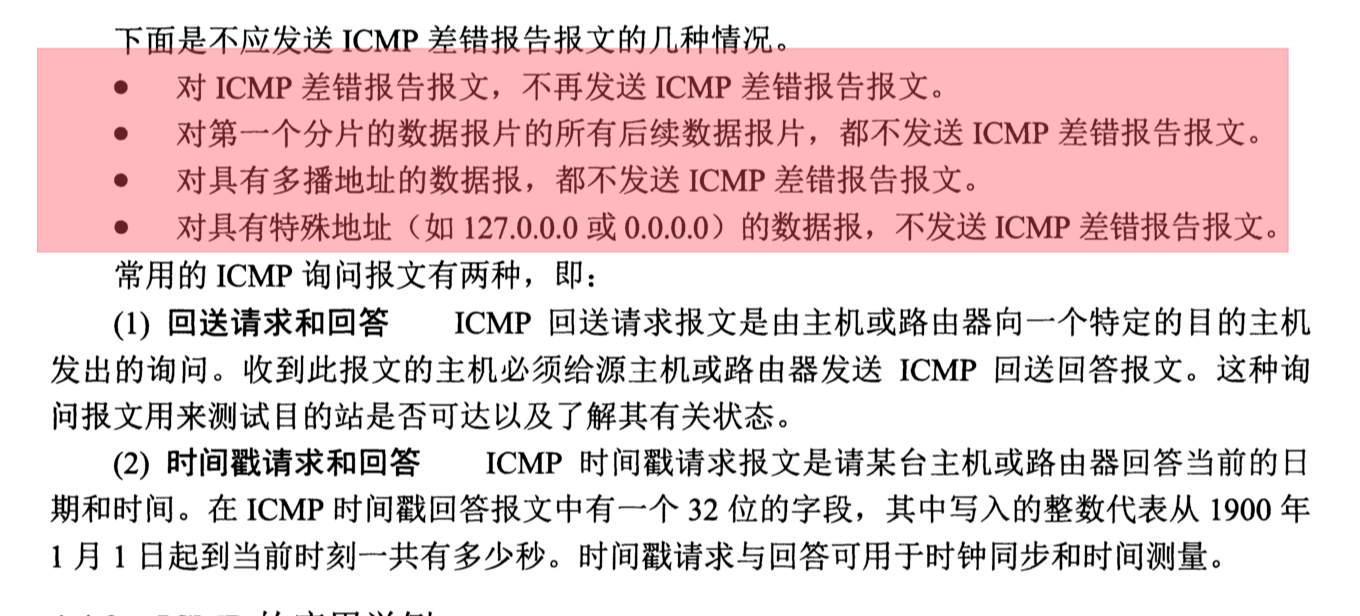 下面是不应发送 ICMP 差错报告报文的几种情况。
● 对 ICMP 差错报告报文，不再发送 ICMP 差错报告报文。
● 对第一个分片的数据报片的所有后续数据报片，都不发送 ICMP 差错报告报文。
● 对具有多播地址的数据报，都不发送 ICMP 差错报告报文。
● 对具有特殊地址（如 127.0.0.0 或 0.0.0.0）的数据报，不发送 ICMP 差错报告报文。
常用的 ICMP 询问报文有两种，即：
(1) 回送请求和回答 ICMP 回送请求报文是由主机或路由器向一个特定的目的主机
发出的询问。收到此报文的主机必须给源主机或路由器发送 ICMP 回送回答报文。这种询
问报文用来测试目的站是否可达以及了解其有关状态。
(2) 时间戳请求和回答 ICMP 时间戳请求报文是请某台主机或路由器回答当前的日
期和时间。在 ICMP 时间戳回答报文中有一个 32 位的字段，其中写入的整数代表从 1900 年
1 月 1 日起到当前时刻一共有多少秒。时间戳请求与回答可用于时钟同步和时间测量。